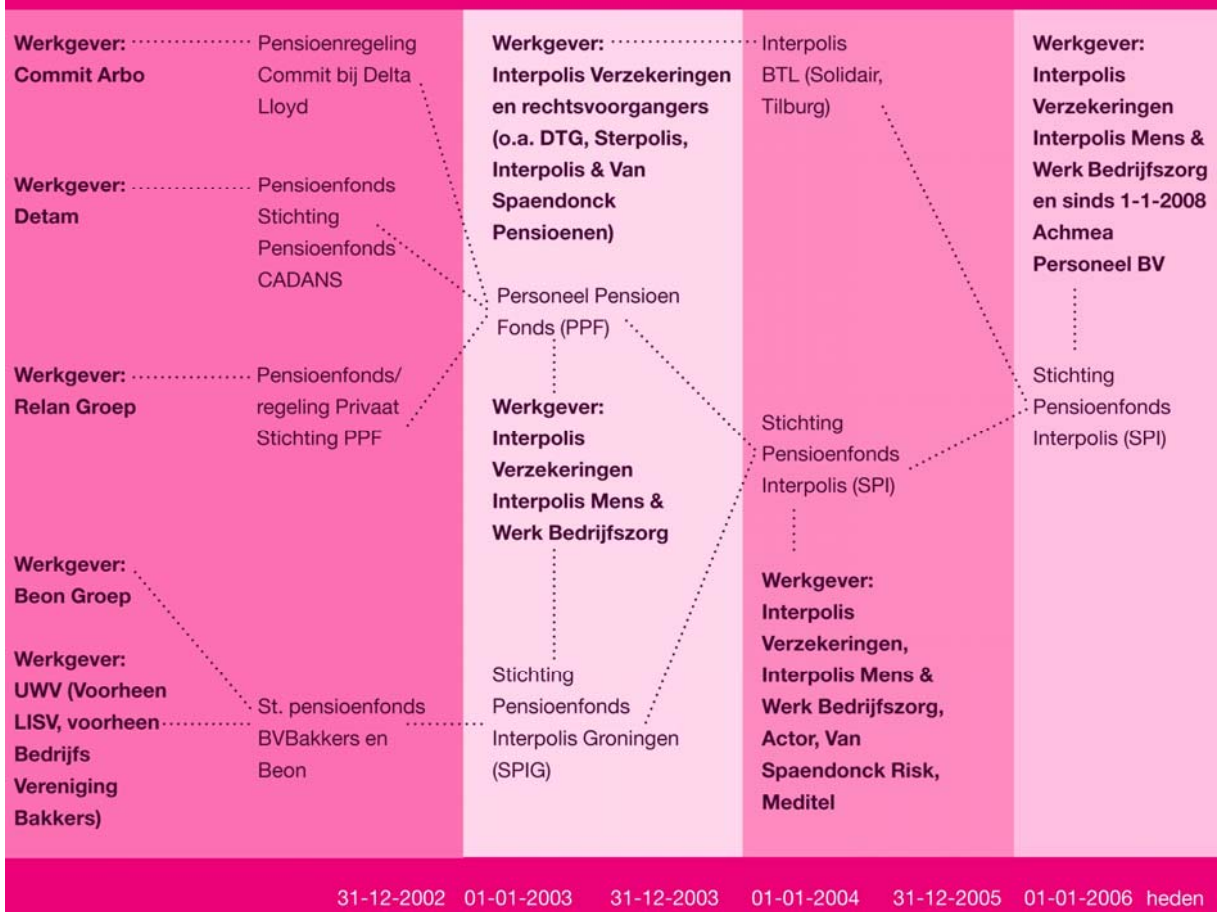 Werkgever:
Commit Arbo
Pensioenregeling
Commit bij Delta
Lloyd
Werkgever:
Detam
Pensioenfonds
Stichting
Pensioenfonds
CADANS
Werkgever:
Relan Groep
Pensioenfonds/
regeling Privaat
Stichting PPF
Werkgever:
Beon Groep
Werkgever:
UWV (Voorheen
LISV, voorheen
Bedrijfs
Vereniging
Bakkers)
St. pensioenfonds
BVBakkers en
Beon
Werkgever:
Interpolis Verzekeringen
en rechtsvoorgangers
(o.a. DTG, Sterpolis,
Interpolis & Van
Spaendonck
Pensioenen)
Personeel Pensioen
Fonds (PPF)
Werkgever:
Interpolis
Verzekeringen
Interpolis Mens &
Werk Bedrijfszorg
Stichting
Pensioenfonds
Interpolis Groningen
(SPIG)
Interpolis
BTL (Solidair,
Tilburg)
Stichting
Pensioenfonds
Interpolis (SPI)
Werkgever:
Interpolis
Verzekeringen,
Interpolis Mens &
Werk Bedrijfszorg,
Actor, Van
Spaendonck Risk,
Meditel
Werkgever:
Interpolis
Verzekeringen
Interpolis Mens &
Werk Bedrijfszorg
en sinds 1-1-2008
Achmea
Personeel BV
Stichting
Pensioenfonds
Interpolis (SPI)
31-12-2002 01-01-2003 31-12-2003 01-01-2004 31-12-2005 01-01-2006 heden